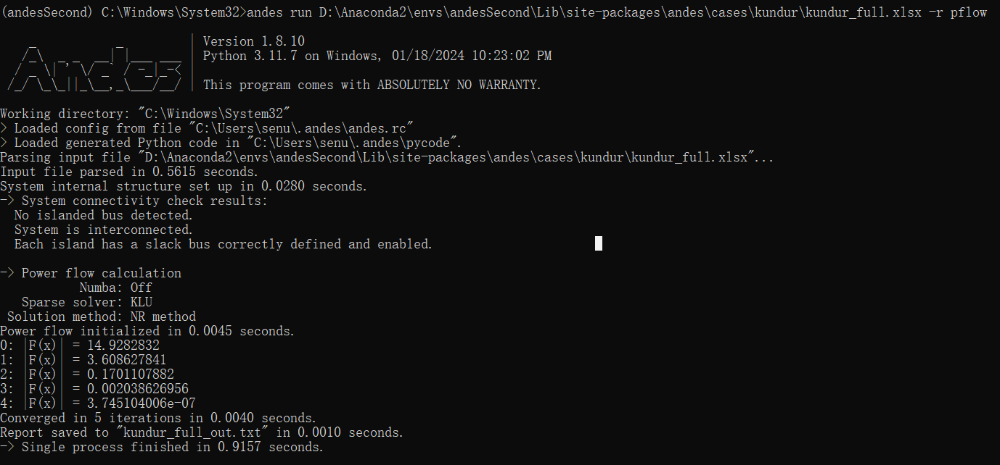 (andesSecond) C:\Windows\System32>andes run D:\Anaconda2\envs\andesSecond\Lib\site-packages\andes\cases\kundur\kundur_full.xlsx -r pflow
Andes
Version 1.8.10
Python 3.11.7 on Windows, 01/18/2024 10:23:02 PM
This program comes with ABSOLUTELY NO WARRANTY.
Working directory: "C:\Windows\System32"
> Loaded config from file "C:\Users\senu\.andes\andes.rc"
> Loaded generated Python code in "C:\Users\senu\.andes\pycode".
Parsing input file "D:\Anaconda2\envs\andesSecond\Lib\site-packages\andes\cases\kundur\kundur_full.xlsx"...
Input file parsed in 0.5615 seconds.
System internal structure set up in 0.0280 seconds.
-> System connectivity check results:
No islanded bus detected.
System is interconnected.
Each island has a slack bus correctly defined and enabled.
-> Power flow calculation
Numba: Off
Sparse solver: KLU
Solution method: NR method
Power flow initialized in 0.0045 seconds.
0: |F(x)| = 14.9282832
1: |F(x)| = 3.608627841
2: |F(x)| = 0.1701107882
3: |F(x)| = 0.002038626956
4: |F(x)| = 3.745104006e-07
Converged in 5 iterations in 0.0040 seconds.
Report saved to "kundur_full_out.txt" in 0.0010 seconds.
-> Single process finished in 0.9157 seconds.